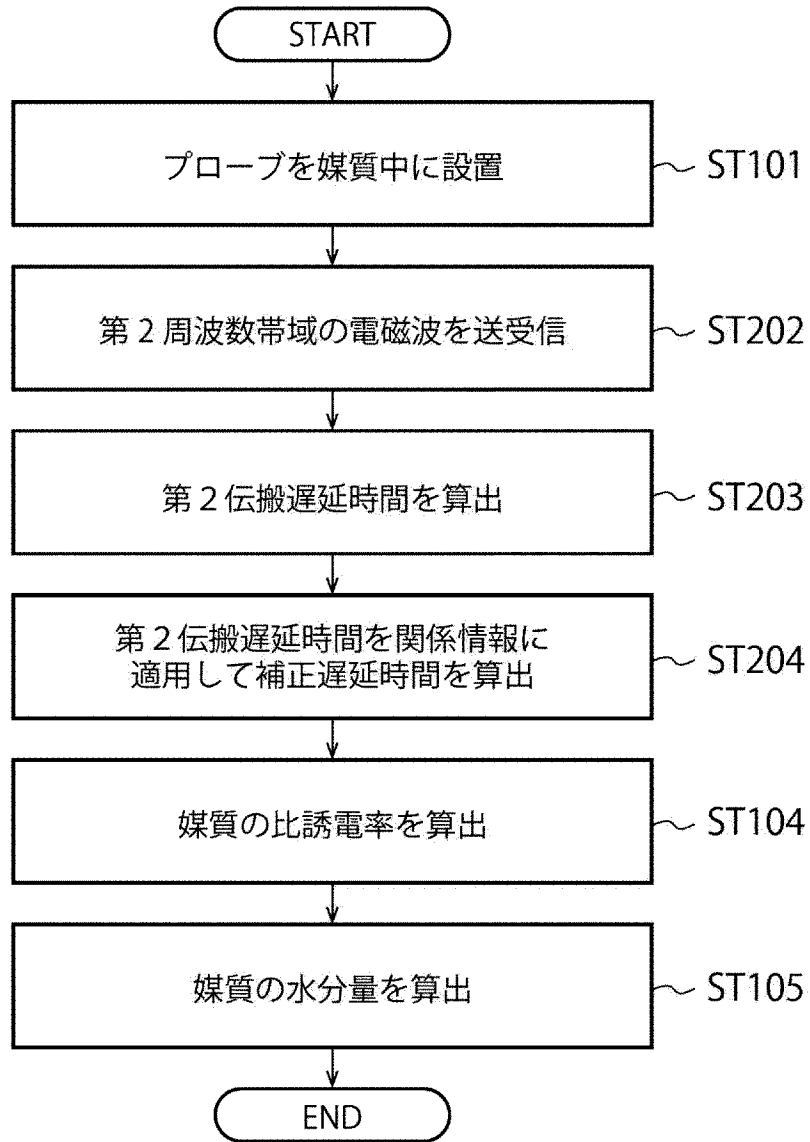 START
プローブを媒質中に設置
ST101
第2周波数帯域の電磁波を送受信
ST202
第2伝搬遅延時間を算出
ST203
第2伝搬遅延時間を関係情報に
適用して補正遅延時間を算出
ST204
媒質の比誘電率を算出
ST104
媒質の水分量を算出
ST105
END